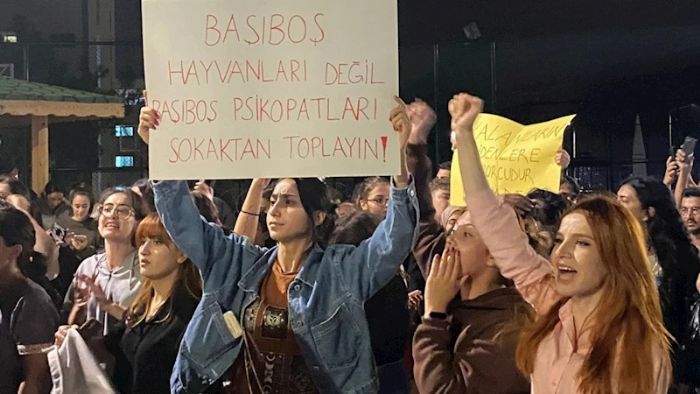 BAŞIBOŞ
HAYVANLARI DEĞİL
BAŞIBOŞ PSİKOPATLARI
SOKAKTAN TOPLAYIN!